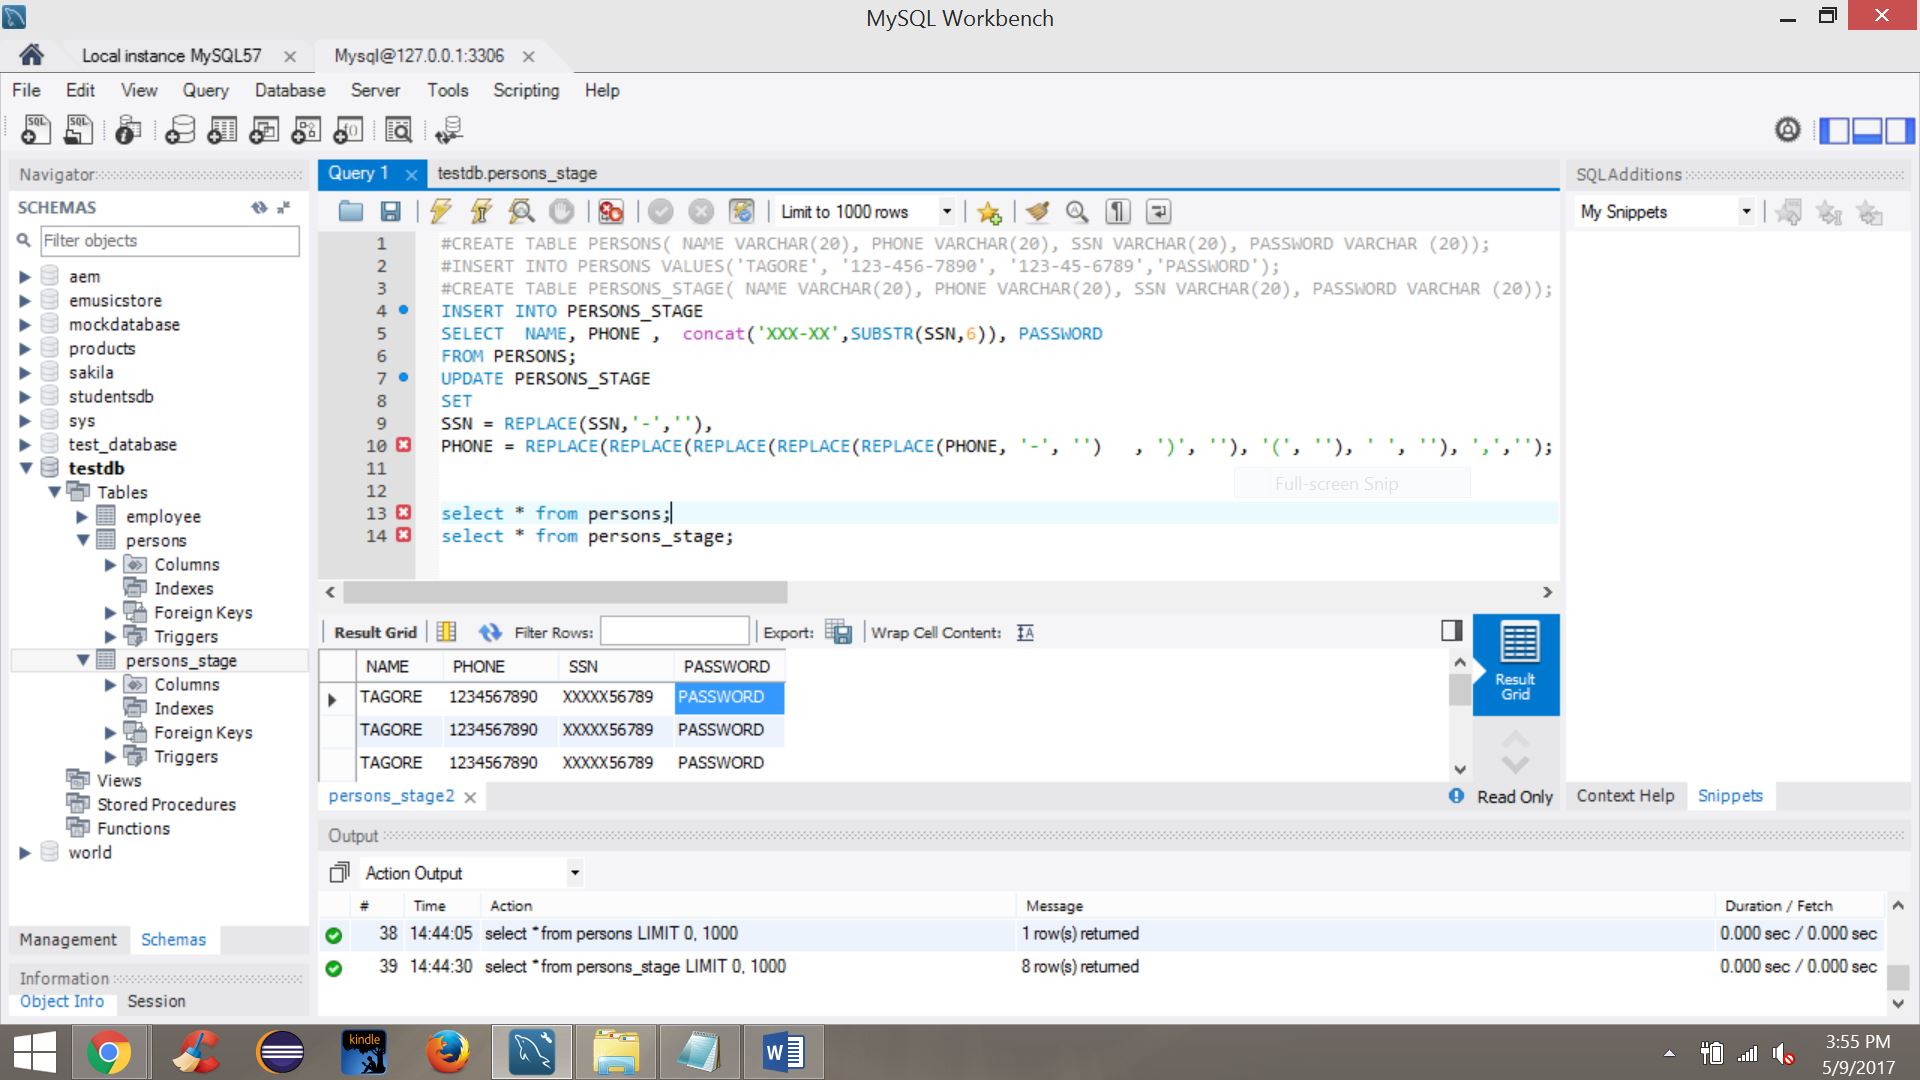 MySQL Workbench
Local instance MySQL57
Mysql@127.0.0.1:3306
File Edit View Query Database Server Tools Scripting Help
Navigator
SCHEMAS
Filter objects
aem
emusicstore
mockdatabase
products
sakila
studentsdb
sys
test_database
testdb
Tables
employee
persons
Columns
Indexes
Foreign Keys
Triggers
persons_stage
Columns
Indexes
Foreign Keys
Triggers
Views
Stored Procedures
Functions
world
Management Schemas
Information
Object Info Session
Query 1 testdb.persons_stage
Limit to 1000 rows
1 #CREATE TABLE PERSONS( NAME VARCHAR(20), PHONE VARCHAR(20), SSN VARCHAR(20), PASSWORD VARCHAR (20));
2 #INSERT INTO PERSONS VALUES('TAGORE', '123-456-7890', '123-45-6789','PASSWORD');
3 #CREATE TABLE PERSONS_STAGE( NAME VARCHAR(20), PHONE VARCHAR(20), SSN VARCHAR(20), PASSWORD VARCHAR (20));
4 INSERT INTO PERSONS_STAGE
5 SELECT  NAME, PHONE ,  concat('XXX-XX',SUBSTR(SSN,6)), PASSWORD
6 FROM PERSONS;
7 UPDATE PERSONS_STAGE
8 SET
9 SSN = REPLACE(SSN,'-',''),
10 PHONE = REPLACE(REPLACE(REPLACE(REPLACE(REPLACE(PHONE, '-', '')   , ')', ''), '(', ''), ' ', ''), ',','');
11
12
Full-screen Snip
13 select * from persons;
14 select * from persons_stage;
Result Grid Filter Rows: Export: Wrap Cell Content:
NAME PHONE SSN PASSWORD
TAGORE 1234567890 XXXXX56789 PASSWORD
TAGORE 1234567890 XXXXX56789 PASSWORD
TAGORE 1234567890 XXXXX56789 PASSWORD
Result
Grid
persons_stage2
Read Only
SQLAdditions
My Snippets
Context Help Snippets
Output
Action Output
# Time Action Message Duration / Fetch
38 14:44:05 select * from persons LIMIT 0, 1000 1 row(s) returned 0.000 sec / 0.000 sec
39 14:44:30 select * from persons_stage LIMIT 0, 1000 8 row(s) returned 0.000 sec / 0.000 sec
kindle
3:55 PM
5/9/2017